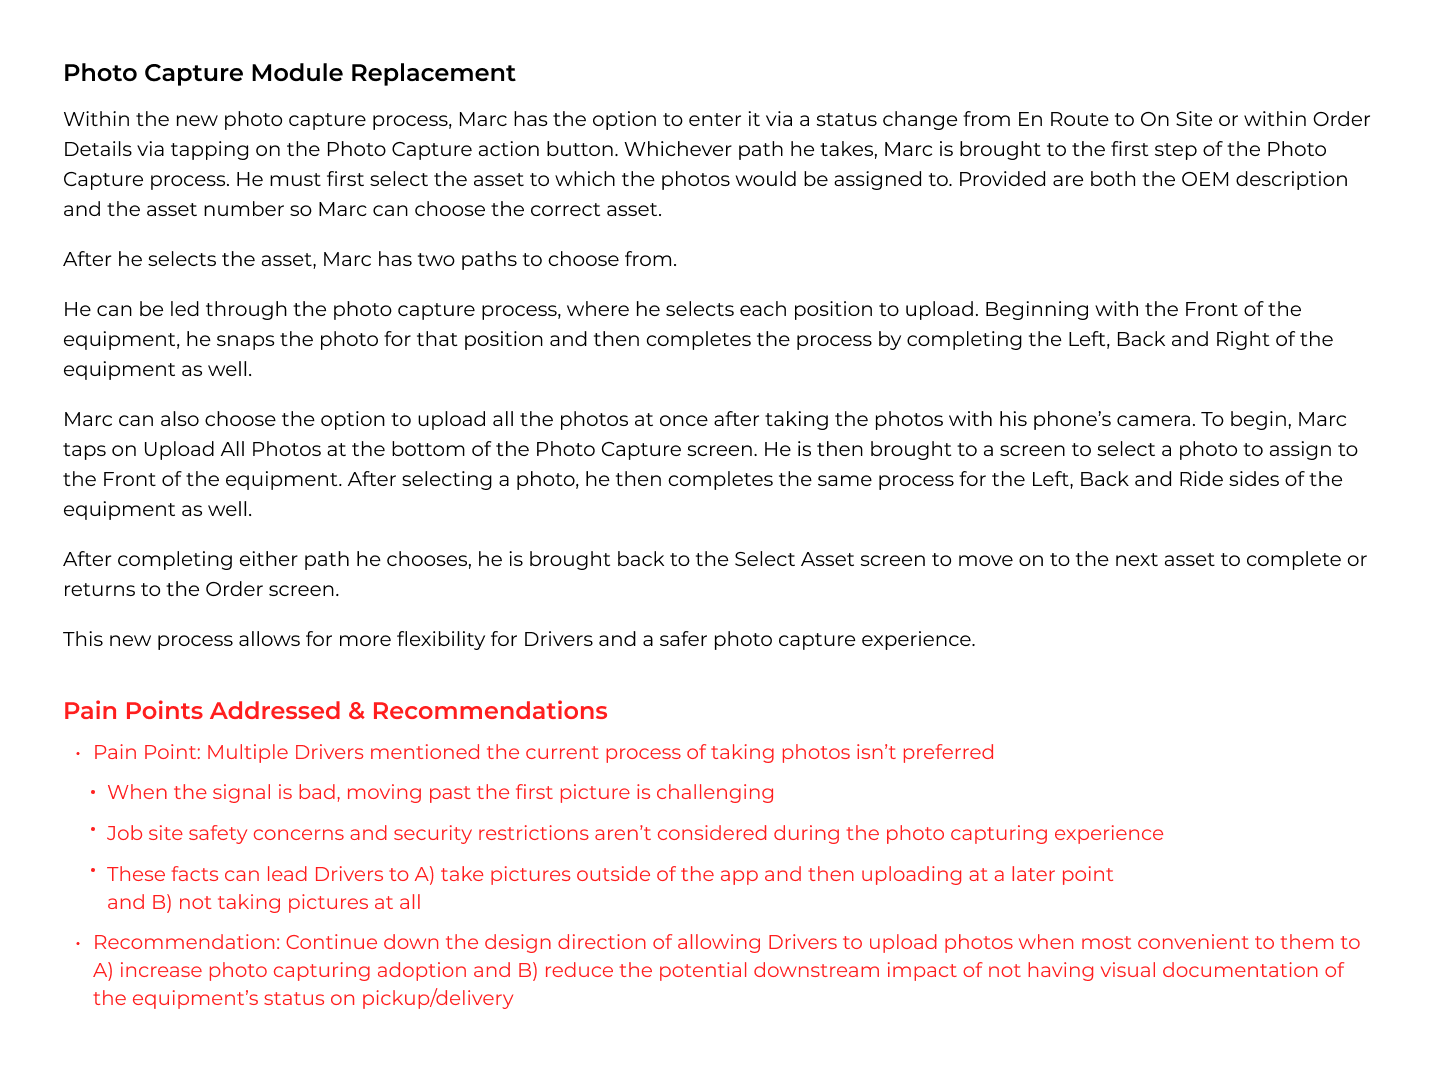 Photo Capture Module Replacement
Within the new photo capture process, Marc has the option to enter it via a status change from En Route to On Site or within Order
Details via tapping on the Photo Capture action button. Whichever path he takes, Marc is brought to the first step of the Photo
Capture process. He must first select the asset to which the photos would be assigned to. Provided are both the OEM description
and the asset number so Marc can choose the correct asset.
After he selects the asset, Marc has two paths to choose from.
He can be led through the photo capture process, where he selects each position to upload. Beginning with the Front of the
equipment, he snaps the photo for that position and then completes the process by completing the Left, Back and Right of the
equipment as well.
Marc can also choose the option to upload all the photos at once after taking the photos with his phone’s camera. To begin, Marc
taps on Upload All Photos at the bottom of the Photo Capture screen. He is then brought to a screen to select a photo to assign to
the Front of the equipment. After selecting a photo, he then completes the same process for the Left, Back and Ride sides of the
equipment as well.
After completing either path he chooses, he is brought back to the Select Asset screen to move on to the next asset to complete or
returns to the Order screen.
This new process allows for more flexibility for Drivers and a safer photo capture experience.
Pain Points Addressed & Recommendations
• Pain Point: Multiple Drivers mentioned the current process of taking photos isn’t preferred
• When the signal is bad, moving past the first picture is challenging
• Job site safety concerns and security restrictions aren’t considered during the photo capturing experience
• These facts can lead Drivers to A) take pictures outside of the app and then uploading at a later point
and B) not taking pictures at all
• Recommendation: Continue down the design direction of allowing Drivers to upload photos when most convenient to them to
A) increase photo capturing adoption and B) reduce the potential downstream impact of not having visual documentation of
the equipment’s status on pickup/delivery